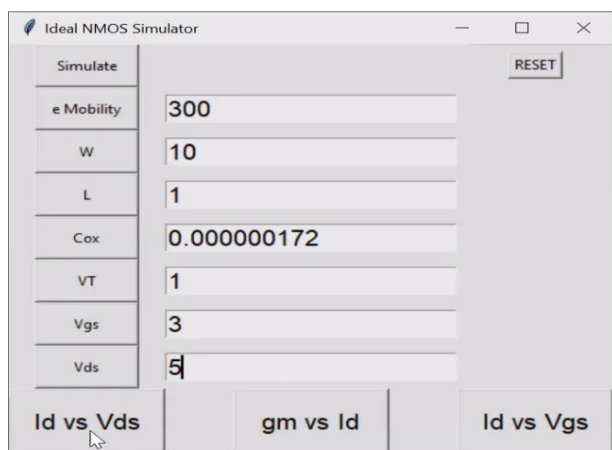 Ideal NMOS Simulator
Simulate
RESET
e Mobility 300
W 10
L 1
Cox 0.000000172
VT 1
Vgs 3
Vds 5
Id vs Vds gm vs Id Id vs Vgs